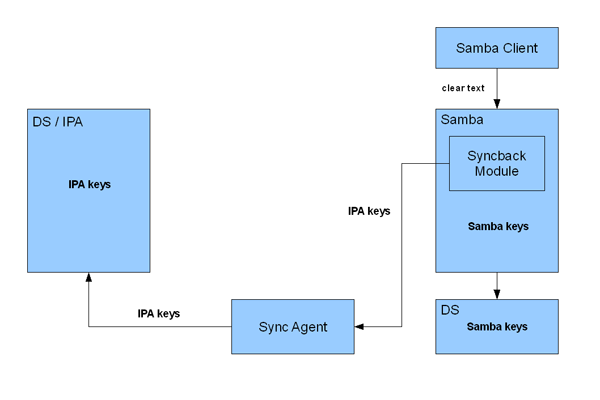 Samba Client
clear text
Samba
Syncback
Module
Samba keys
DS / IPA
IPA keys
IPA keys
IPA keys
Sync Agent
DS
Samba keys